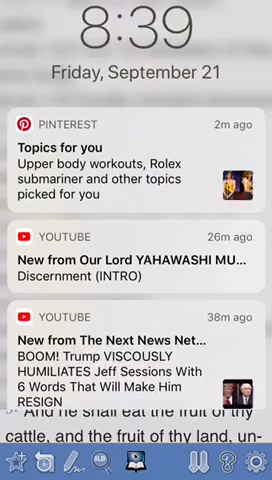 8:39
Friday, September 21
PINTEREST 2m ago
Topics for you
Upper body workouts, Rolex
submariner and other topics
picked for you
YOUTUBE 26m ago
New from Our Lord YAHAWASHI MU...
Discernment (INTRO)
YOUTUBE 38m ago
New from The Next News Net...
BOOM! Trump VISCOUSLY
HUMILIATES Jeff Sessions With
6 Words That Will Make Him
RESIGN
And he shall eat the fruit of thy
cattle, and the fruit of thy land, un-